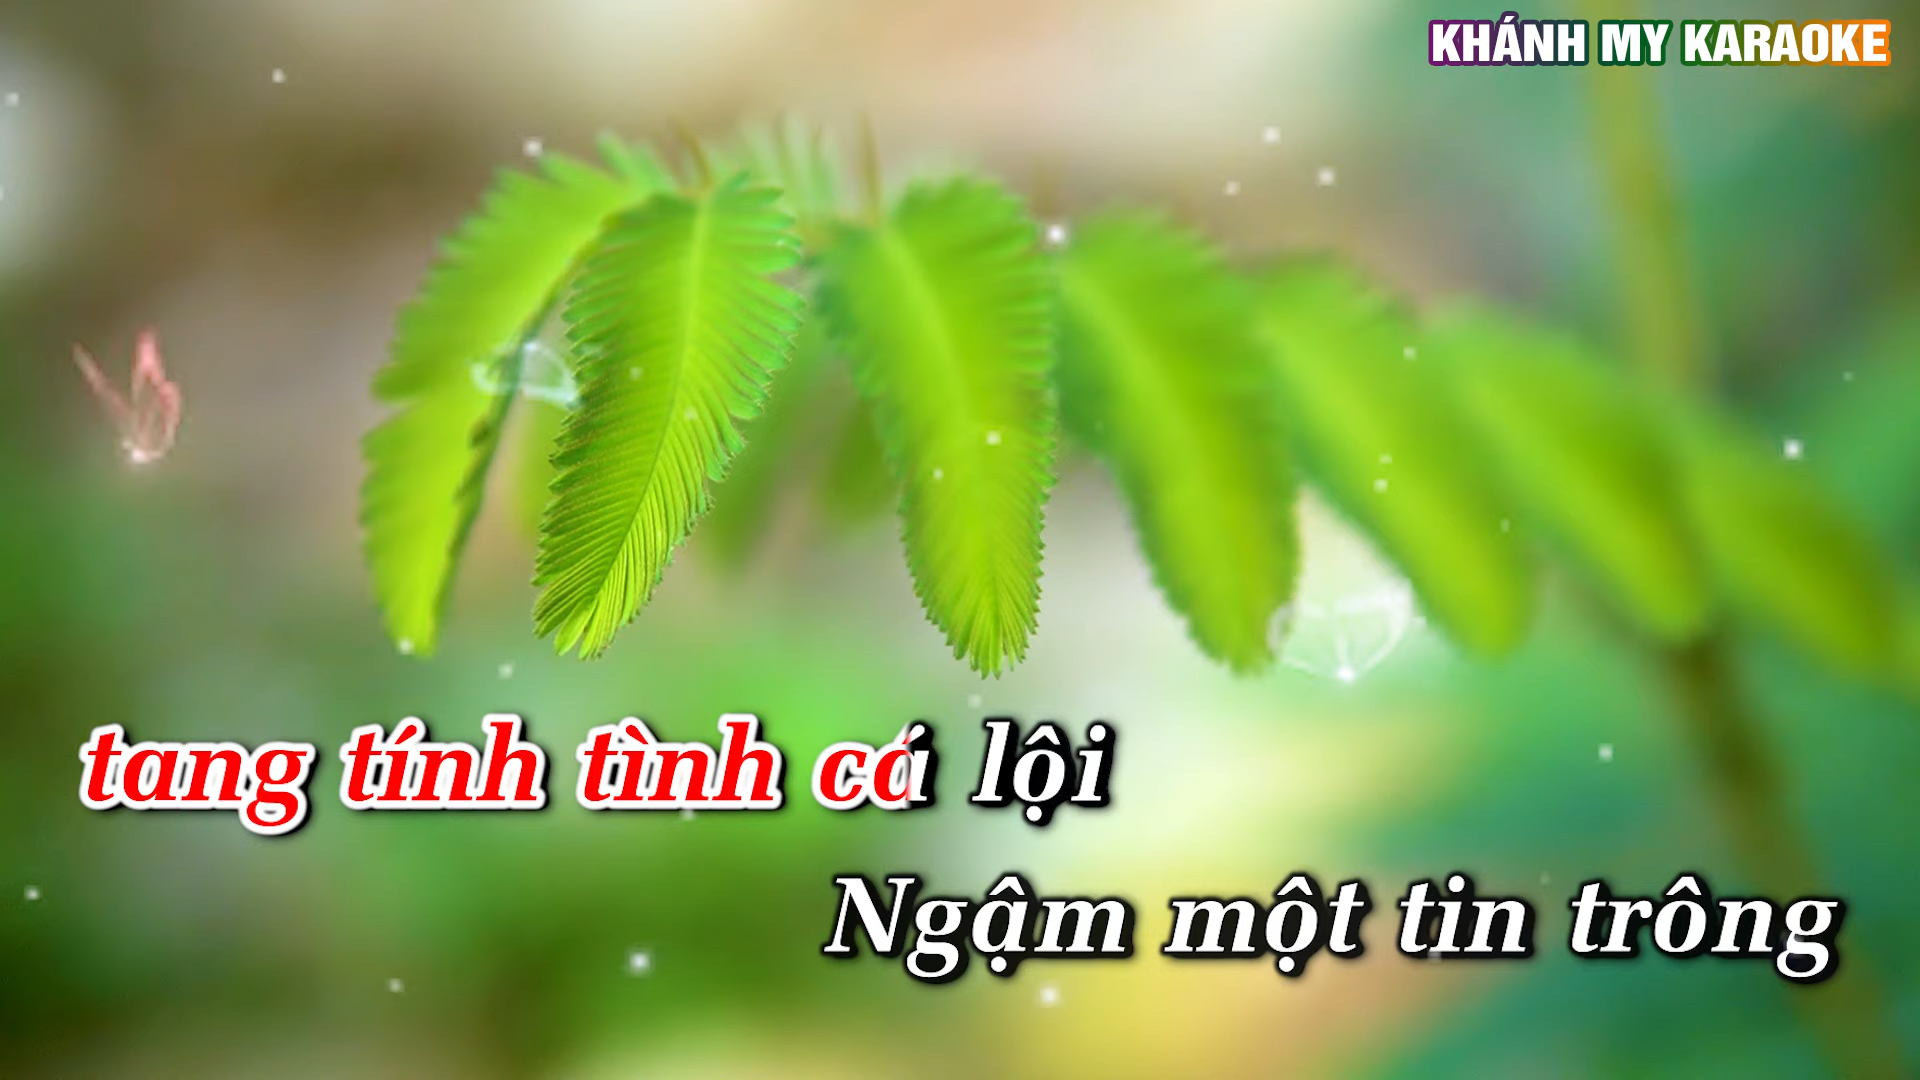 KHÁNH MY KARAOKE
tang tính tình cá lội
Ngậm một tin trông